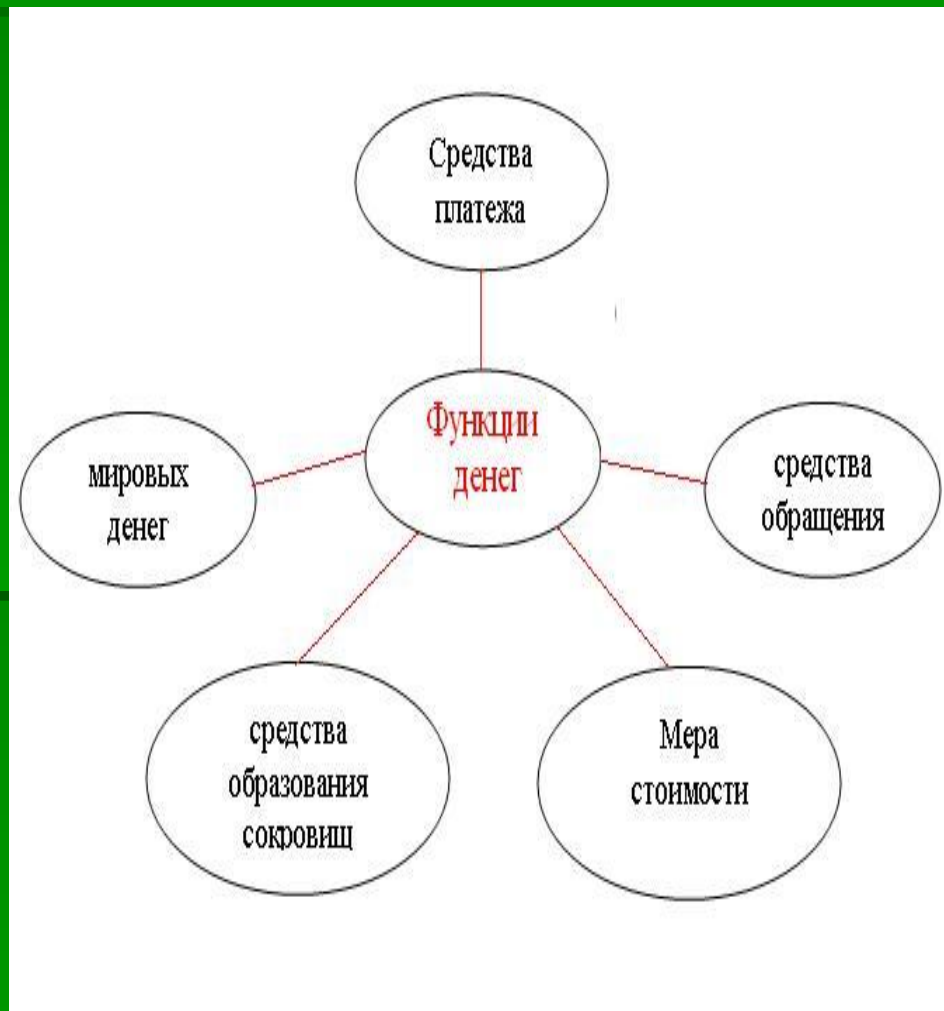 Средства
платежа
Функции
денег
мировых
денег
средства
обращения
средства
образования
сокровищ
Мера
стоимости